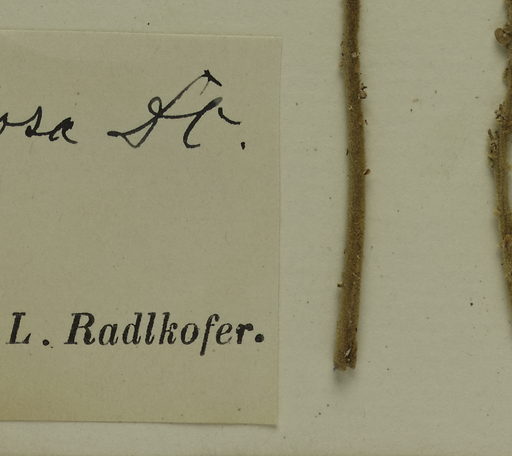 osa DC.
L. Radlkofer.